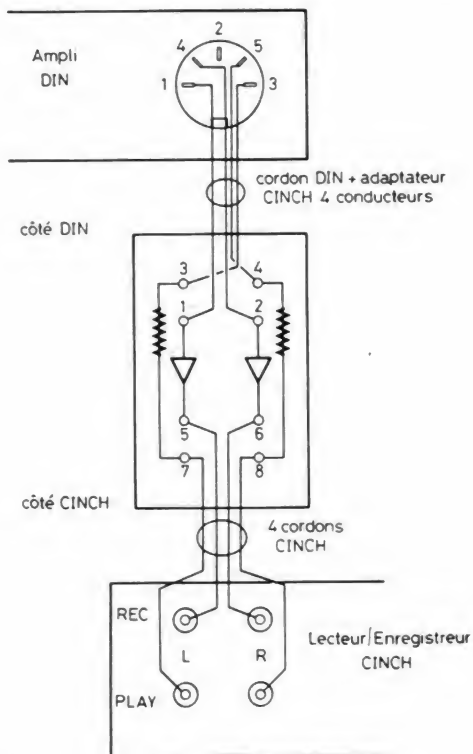 2
4 5
Ampli
DIN
1 3
cordon DIN + adaptateur
CINCH 4 conducteurs
côté DIN
3 4
1 2
5 6
7 8
côté CINCH
4 cordons
CINCH
REC
L R
Lecteur/Enregistreur
CINCH
PLAY